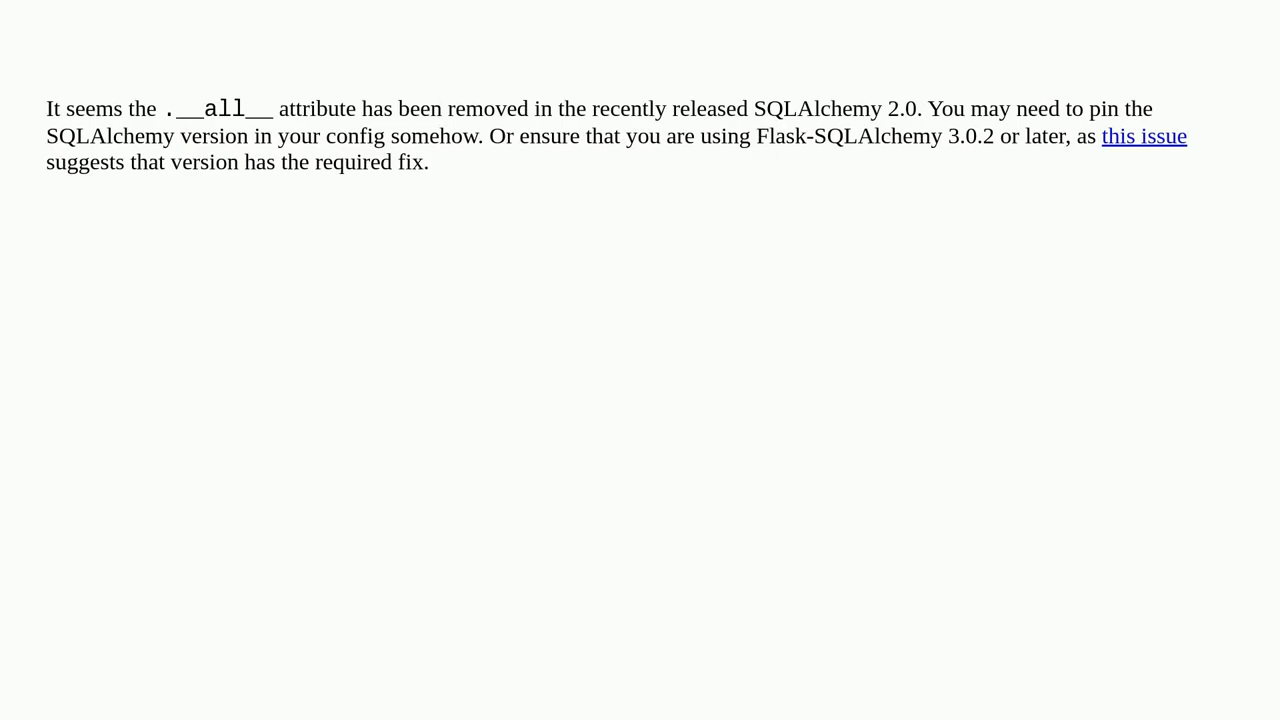 It seems the .__all__ attribute has been removed in the recently released SQLAlchemy 2.0. You may need to pin the
SQLAlchemy version in your config somehow. Or ensure that you are using Flask-SQLAlchemy 3.0.2 or later, as this issue
suggests that version has the required fix.